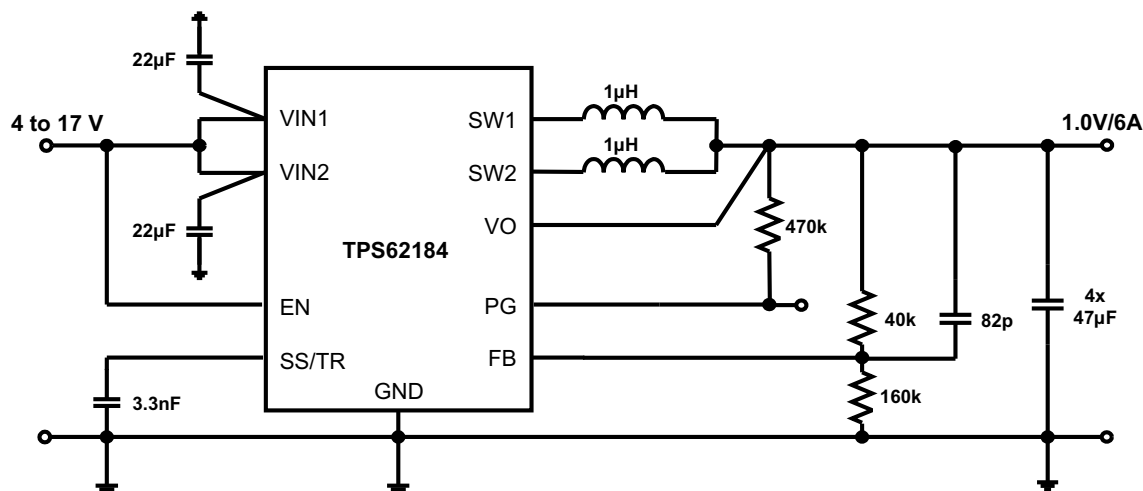 22µF
4 to 17 V
22µF
3.3nF
VIN1
VIN2
EN
SS/TR
TPS62184
GND
SW1
SW2
VO
PG
FB
1µH
1µH
470k
40k
160k
82p
4x
47µF
1.0V/6A